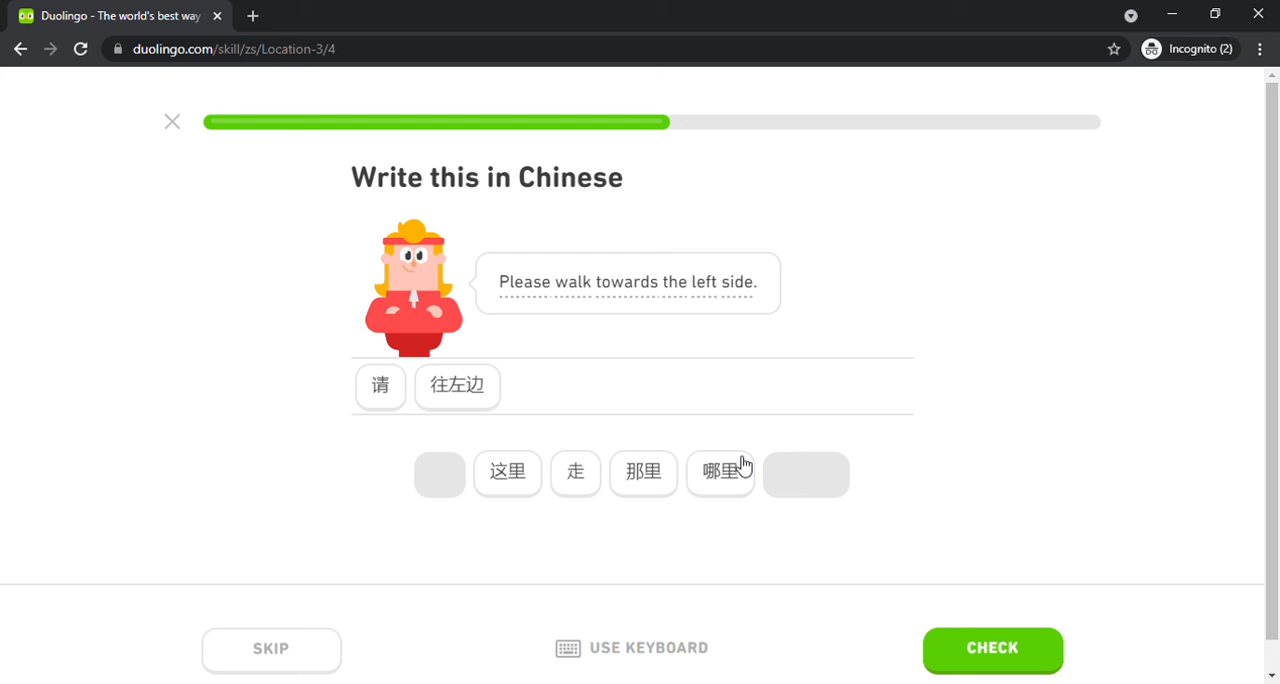 Duolingo - The world's best way
Incognito (2)
duolingo.com/skill/zs/Location-3/4
Write this in Chinese
Please walk towards the left side.
请 往左边
这里 走 那里 哪里
SKIP USE KEYBOARD CHECK